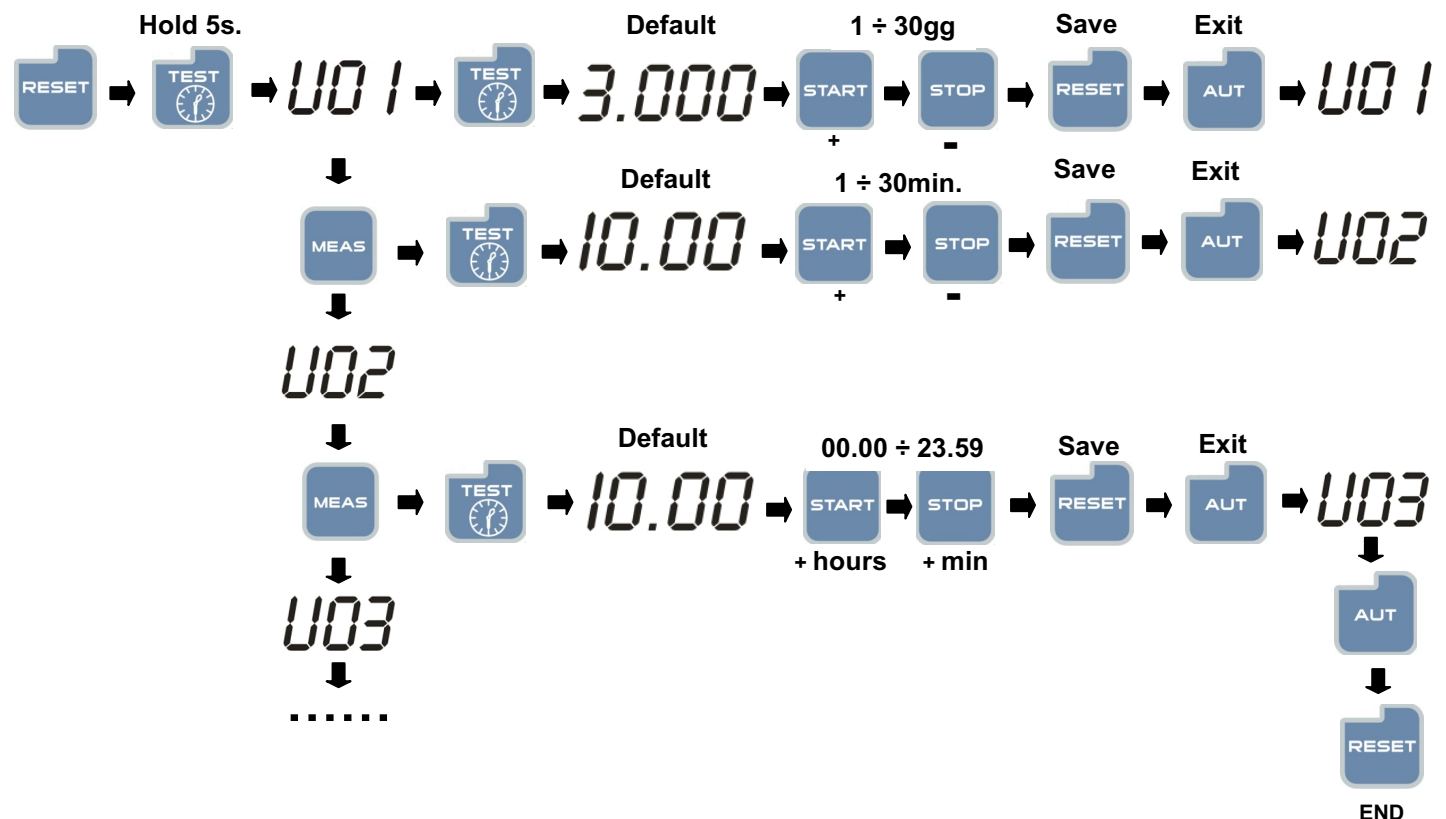 Hold 5s. Default 1 ÷ 30gg Save Exit
RESET TEST U01 TEST 3.000 START STOP RESET AUT U01
+ -
Default 1 ÷ 30min. Save Exit
MEAS TEST 10.00 START STOP RESET AUT U02
+ -
U02
Default 00.00 ÷ 23.59 Save Exit
MEAS TEST 10.00 START STOP RESET AUT U03
+ hours + min
U03
AUT
......
RESET
END